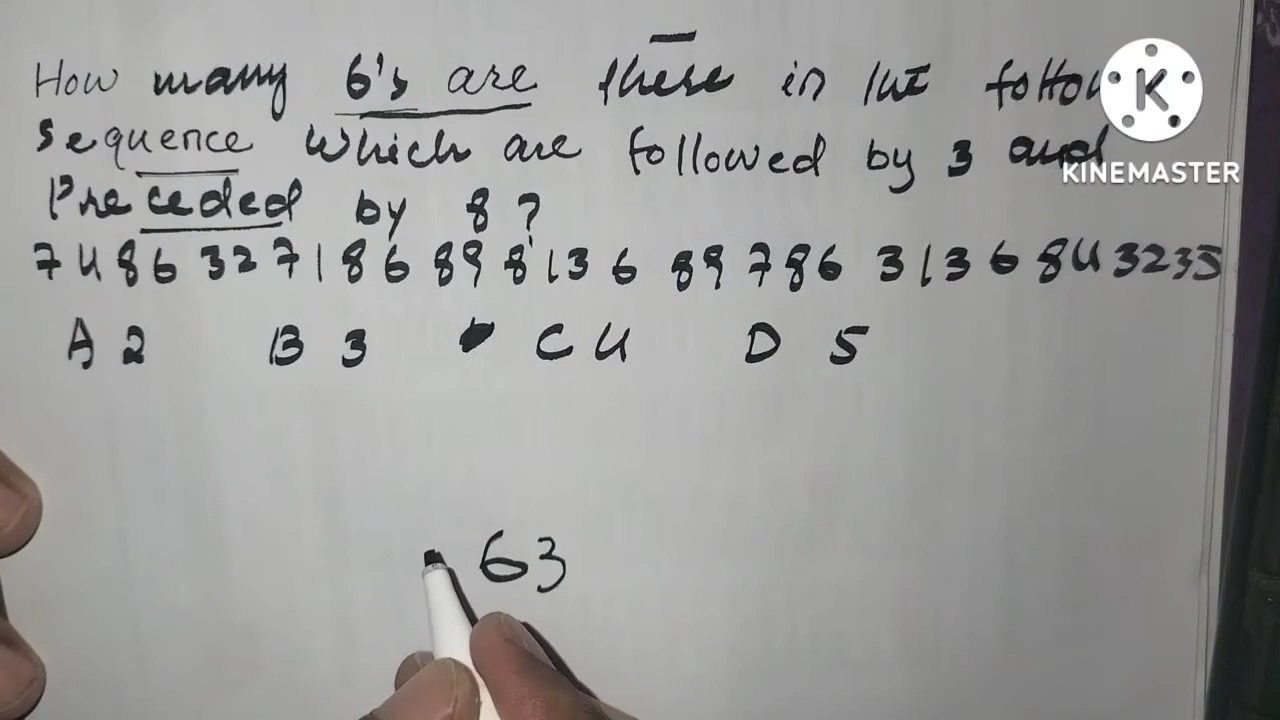 How many 6's are these in the follow
sequence which are followed by 3 and
Preceded by 8 ?
7 4 8 6 3 2 7 1 8 6 8 9 8 1 3 6 8 9 7 8 6 3 1 3 6 8 4 3 2 3 5
A 2 B 3 C 4 D 5
63
K
KINEMASTER